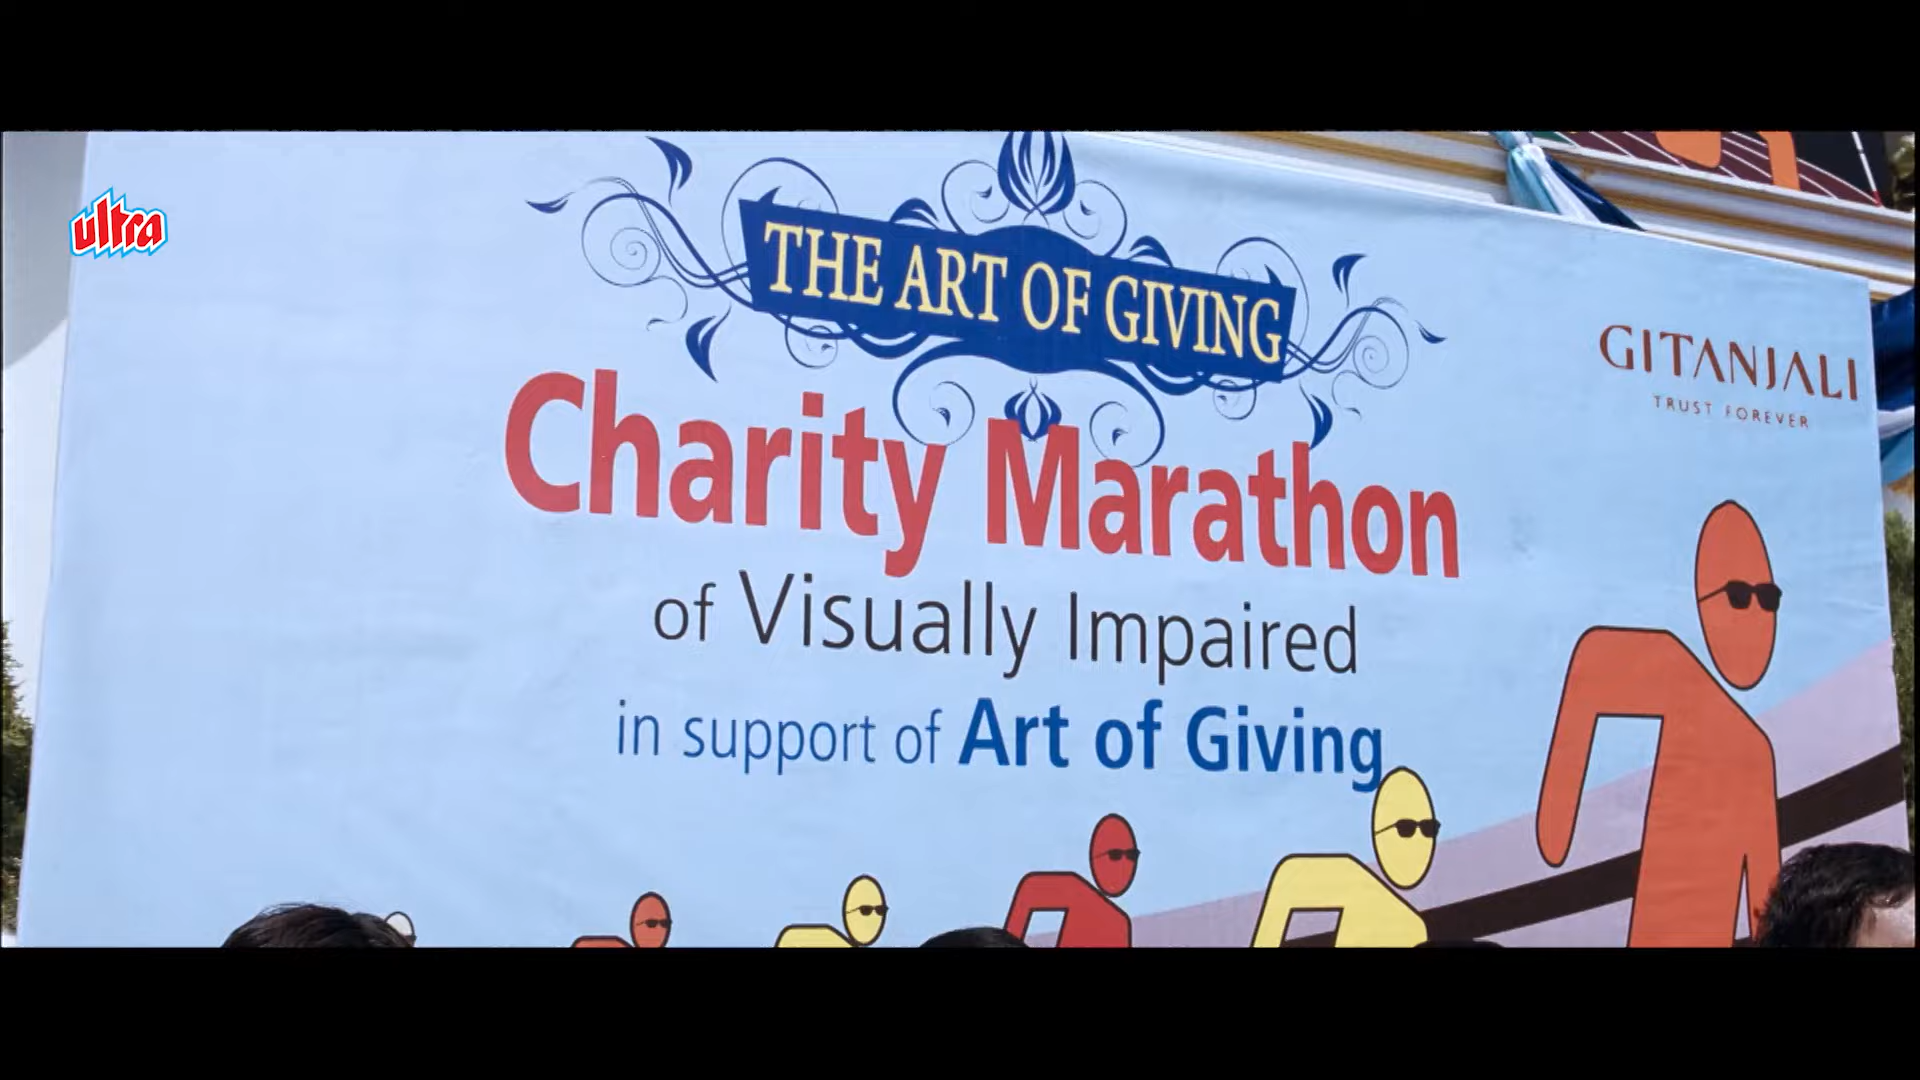 ultra
THE ART OF GIVING
GITANJALI
TRUST FOREVER
Charity Marathon
of Visually Impaired
in support of Art of Giving